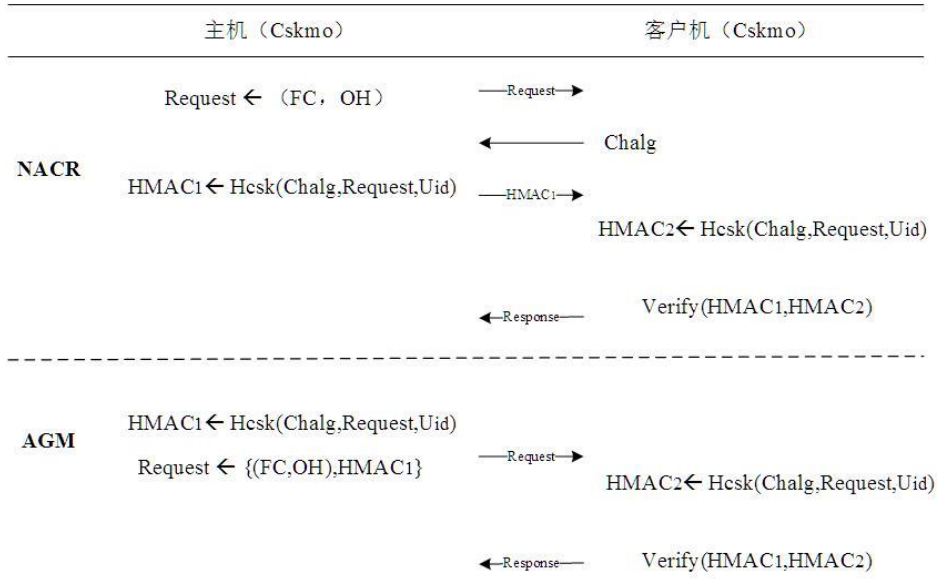 主机（Cskmo） 客户机（Cskmo）
Request ← （FC，OH） Request
Chalg
NACR
HMAC1← Hcsk(Chalg,Request,Uid) HMAC1
HMAC2← Hcsk(Chalg,Request,Uid)
Response Verify(HMAC1,HMAC2)
HMAC1← Hcsk(Chalg,Request,Uid)
AGM
Request ← {(FC,OH),HMAC1} Request
HMAC2← Hcsk(Chalg,Request,Uid)
Response Verify(HMAC1,HMAC2)